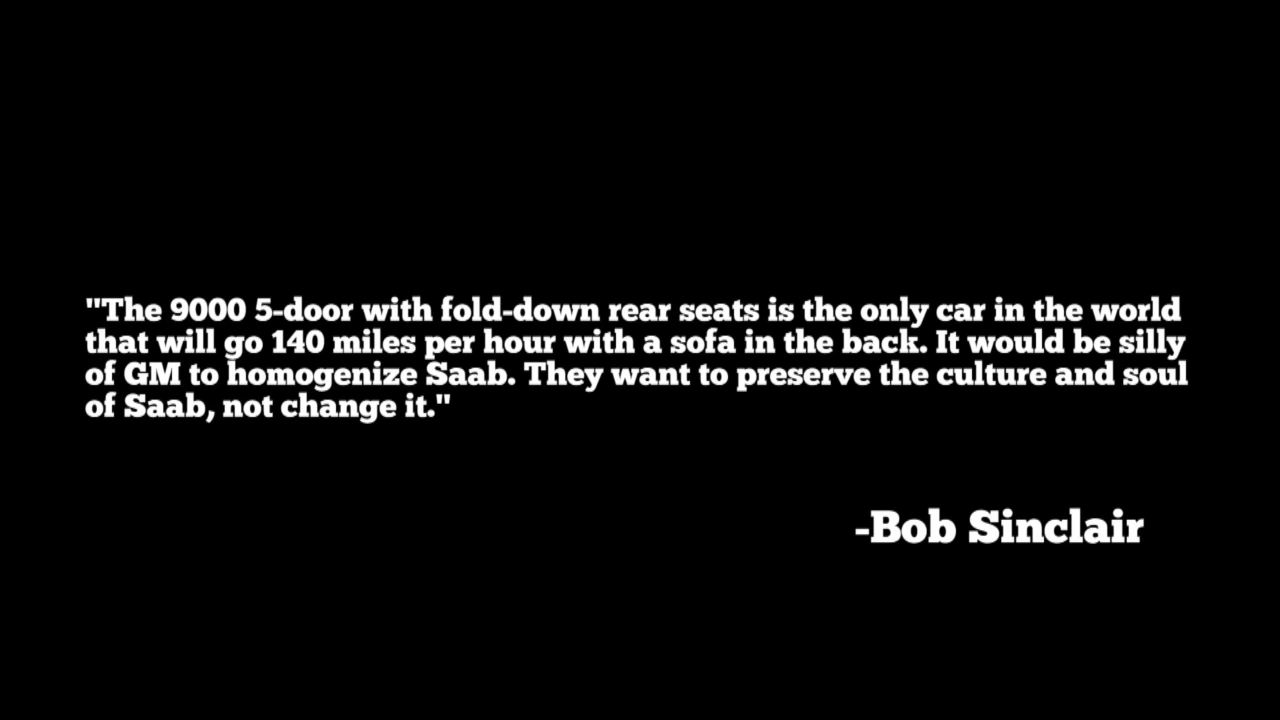 "The 9000 5-door with fold-down rear seats is the only car in the world
that will go 140 miles per hour with a sofa in the back. It would be silly
of GM to homogenize Saab. They want to preserve the culture and soul
of Saab, not change it."
-Bob Sinclair